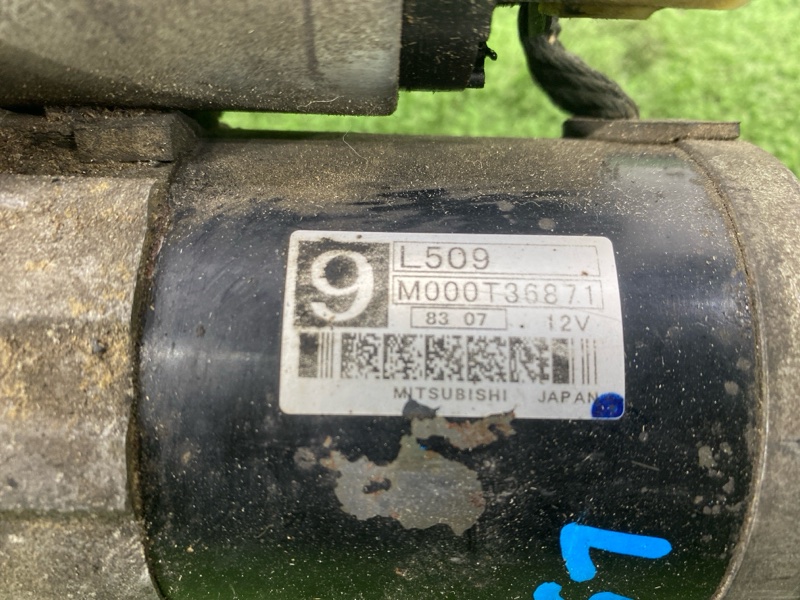 9
L509
M000T36871
83 07 12V
MITSUBISHI JAPAN